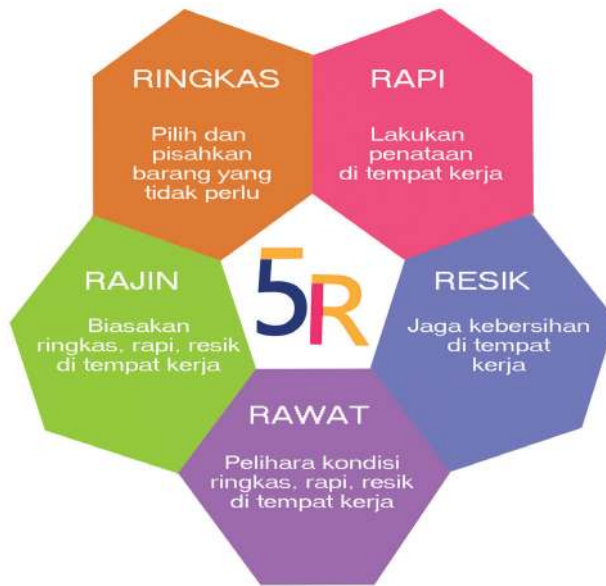 RINGKAS
Pilih dan
pisahkan
barang yang
tidak perlu
RAPI
Lakukan
penataan
di tempat kerja
RAJIN
Biasakan
ringkas, rapi, resik
di tempat kerja
5R
RESIK
Jaga kebersihan
di tempat
kerja
RAWAT
Pelihara kondisi
ringkas, rapi, resik
di tempat kerja